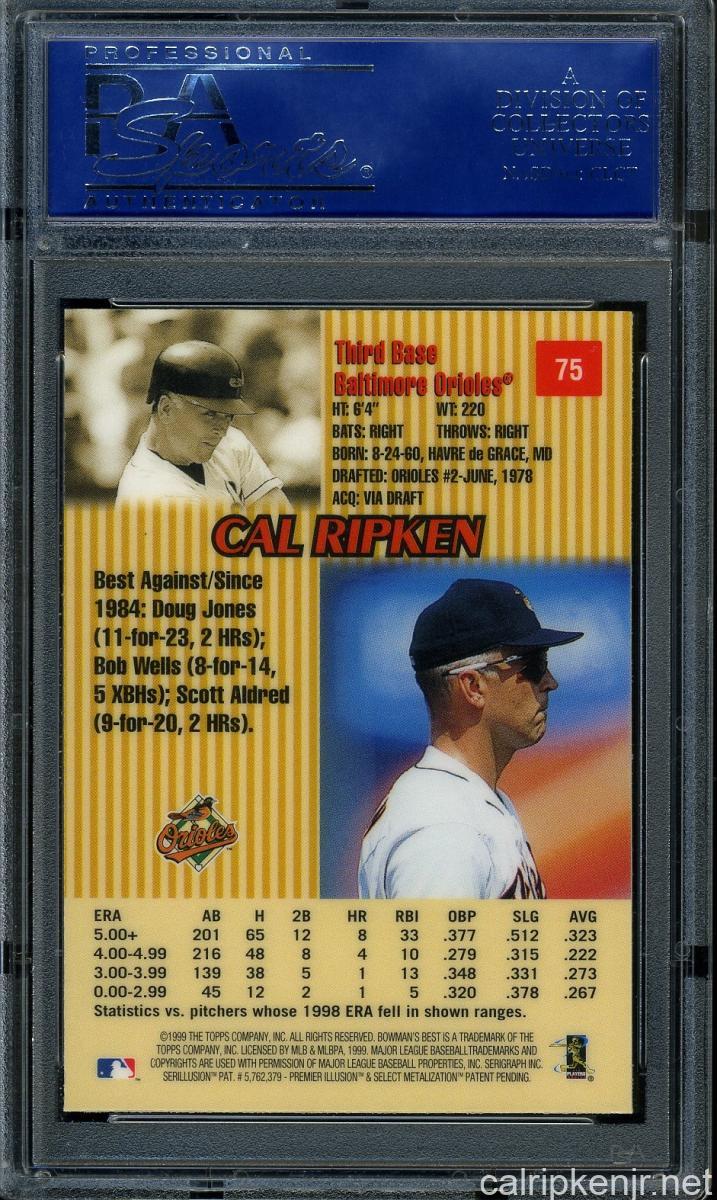 PROFESSIONAL
PSA
Sports®
AUTHENTICATOR
A
DIVISION OF
COLLECTORS
UNIVERSE
Third Base
Baltimore Orioles®
75
HT: 6'4" WT: 220
BATS: RIGHT THROWS: RIGHT
BORN: 8-24-60, HAVRE de GRACE, MD
DRAFTED: ORIOLES #2-JUNE, 1978
ACQ: VIA DRAFT
CAL RIPKEN
Best Against/Since
1984: Doug Jones
(11-for-23, 2 HRs);
Bob Wells (8-for-14,
5 XBHs); Scott Aldred
(9-for-20, 2 HRs).
Orioles™
ERA AB H 2B HR RBI OBP SLG AVG
5.00+ 201 65 12 8 33 .377 .512 .323
4.00-4.99 216 48 8 4 10 .279 .315 .222
3.00-3.99 139 38 5 1 13 .348 .331 .273
0.00-2.99 45 12 2 1 5 .320 .378 .267
Statistics vs. pitchers whose 1998 ERA fell in shown ranges.
©1999 THE TOPPS COMPANY, INC. ALL RIGHTS RESERVED. BOWMAN'S BEST IS A TRADEMARK OF THE
TOPPS COMPANY, INC. LICENSED BY MLB & MLBPA, 1999. MAJOR LEAGUE BASEBALL TRADEMARKS AND
COPYRIGHTS ARE USED WITH PERMISSION OF MAJOR LEAGUE BASEBALL PROPERTIES, INC. SERIGRAPH INC.
SERILLUSION™ PAT. # 5,762,379 - PREMIER ILLUSION™ & SELECT METALIZATION™ PATENT PENDING.
PLAYERS
PSA
calripkenjr.net